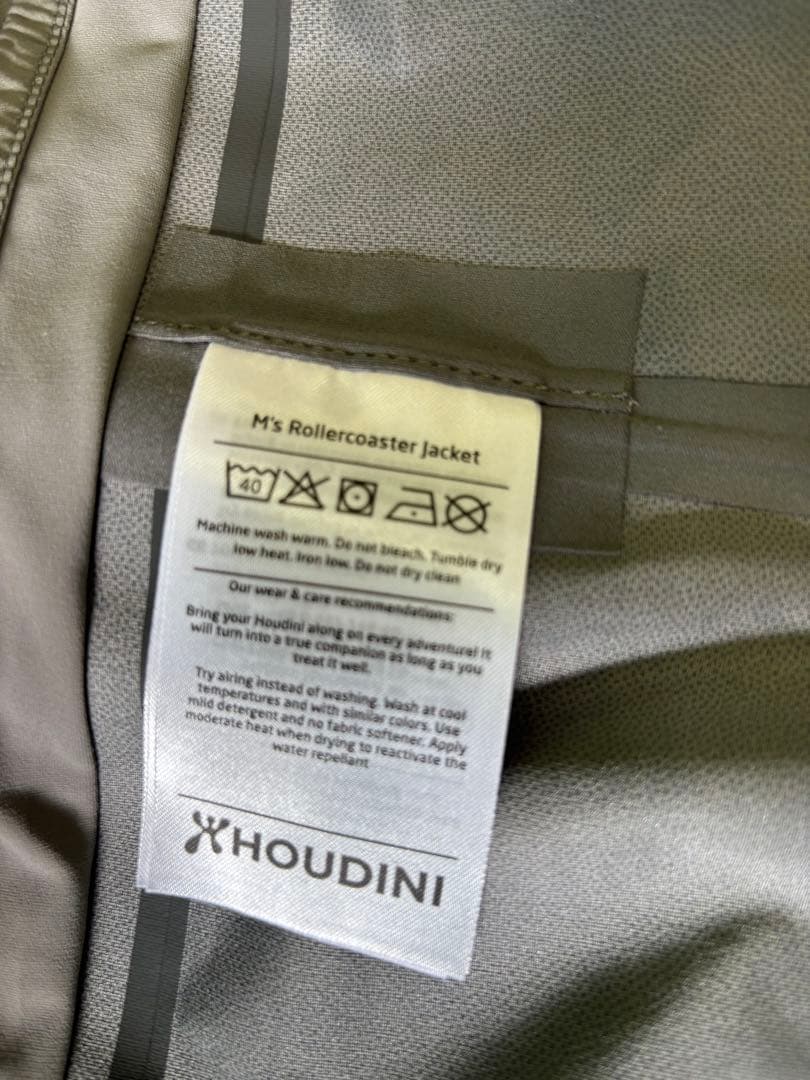 M's Rollercoaster Jacket
40
Machine wash warm. Do not bleach. Tumble dry
low heat. Iron low. Do not dry clean
Our wear & care recommendations:
Bring your Houdini along on every adventure! It
will turn into a true companion as long as you
treat it well.
Try airing instead of washing. Wash at cool
temperatures and with similar colors. Use
mild detergent and no fabric softener. Apply
moderate heat when drying to reactivate the
water repellant
HOUDINI